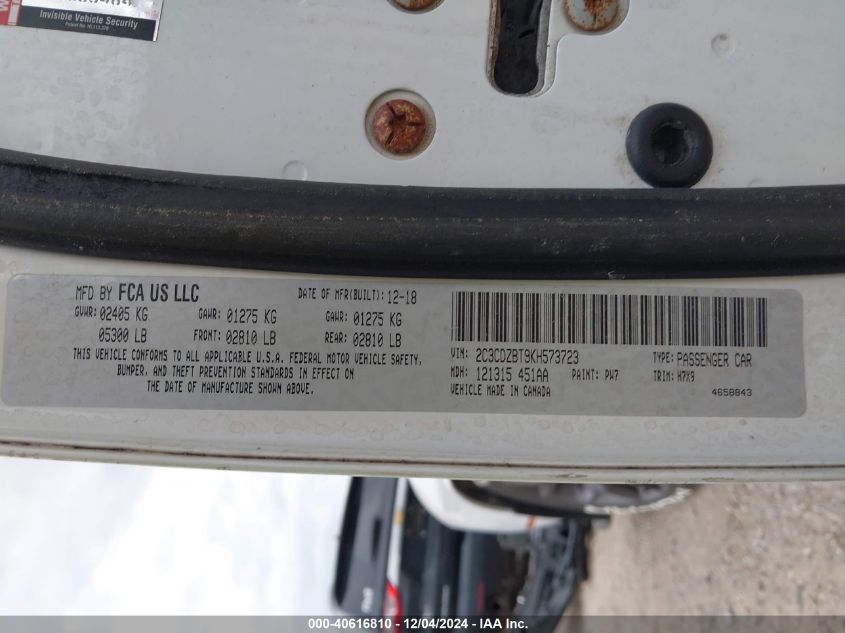 Invisible Vehicle Security
MFD BY FCA US LLC
DATE OF MFR(BUILT): 12-18
GVWR: 02405 KG GAWR: 01275 KG GAWR: 01275 KG
05300 LB FRONT: 02810 LB REAR: 02810 LB
THIS VEHICLE CONFORMS TO ALL APPLICABLE U.S.A. FEDERAL MOTOR VEHICLE SAFETY,
BUMPER, AND THEFT PREVENTION STANDARDS IN EFFECT ON
THE DATE OF MANUFACTURE SHOWN ABOVE.
VIN: 2C3CDZBT9KH573723 TYPE: PASSENGER CAR
MDH: 121315 451AA PAINT: PW7 TRIM: H7X9
VEHICLE MADE IN CANADA 4658843
000-40616810 - 12/04/2024 - IAA Inc.